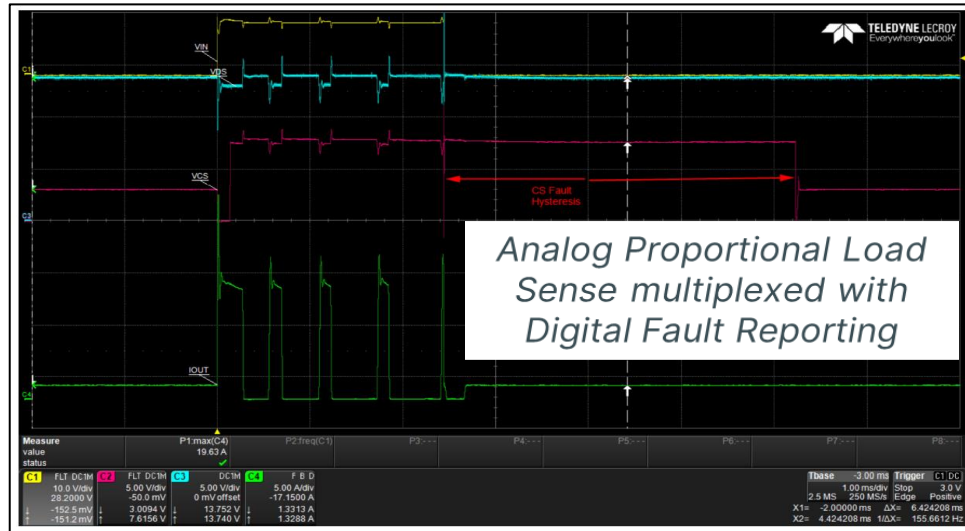 TELEDYNE LECROY
Everywhereyoulook™
VIN
C1
VDS
VCS
CS Fault
Hysteresis
C3
Analog Proportional Load
Sense multiplexed with
Digital Fault Reporting
IOUT
C4
Measure P1:max(C4) P2:freq(C1) P3:--- P4:--- P5:--- P6:--- P7:--- P8:---
value 19.63 A
status
C1 FLT DC1M C2 FLT DC1M C3 DC1M C4 F B D
10.0 V/div 5.00 V/div 5.00 V/div 5.00 A/div
28.2000 V -50.0 mV 0 mV offset -17.1500 A
↓ -152.5 mV ↓ 3.0094 V ↓ 13.752 V ↓ 1.3313 A
↑ -151.2 mV ↑ 7.6156 V ↑ 13.740 V ↑ 1.3288 A
Tbase -3.00 ms Trigger C1 DC
1.00 ms/div Stop 3.0 V
2.5 MS 250 MS/s Edge Positive
X1= -2.00000 ms ΔX= 6.424208 ms
X2= 4.424208 ms 1/ΔX= 155.6612 Hz